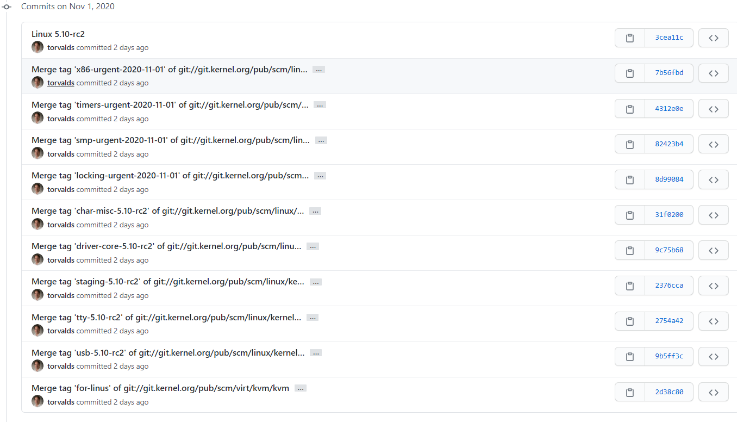 Commits on Nov 1, 2020
Linux 5.10-rc2
torvalds committed 2 days ago
3cea11c
Merge tag 'x86-urgent-2020-11-01' of git://git.kernel.org/pub/scm/lin... ...
torvalds committed 2 days ago
7b56fbd
Merge tag 'timers-urgent-2020-11-01' of git://git.kernel.org/pub/scm/... ...
torvalds committed 2 days ago
4312e0e
Merge tag 'smp-urgent-2020-11-01' of git://git.kernel.org/pub/scm/lin... ...
torvalds committed 2 days ago
82423b4
Merge tag 'locking-urgent-2020-11-01' of git://git.kernel.org/pub/scm... ...
torvalds committed 2 days ago
8d99084
Merge tag 'char-misc-5.10-rc2' of git://git.kernel.org/pub/scm/linux/... ...
torvalds committed 2 days ago
31f0200
Merge tag 'driver-core-5.10-rc2' of git://git.kernel.org/pub/scm/linu... ...
torvalds committed 2 days ago
9c75b68
Merge tag 'staging-5.10-rc2' of git://git.kernel.org/pub/scm/linux/ke... ...
torvalds committed 2 days ago
2376cca
Merge tag 'tty-5.10-rc2' of git://git.kernel.org/pub/scm/linux/kernel... ...
torvalds committed 2 days ago
2754a42
Merge tag 'usb-5.10-rc2' of git://git.kernel.org/pub/scm/linux/kernel... ...
torvalds committed 2 days ago
9b5ff3c
Merge tag 'for-linus' of git://git.kernel.org/pub/scm/virt/kvm/kvm ...
torvalds committed 2 days ago
2d38c80